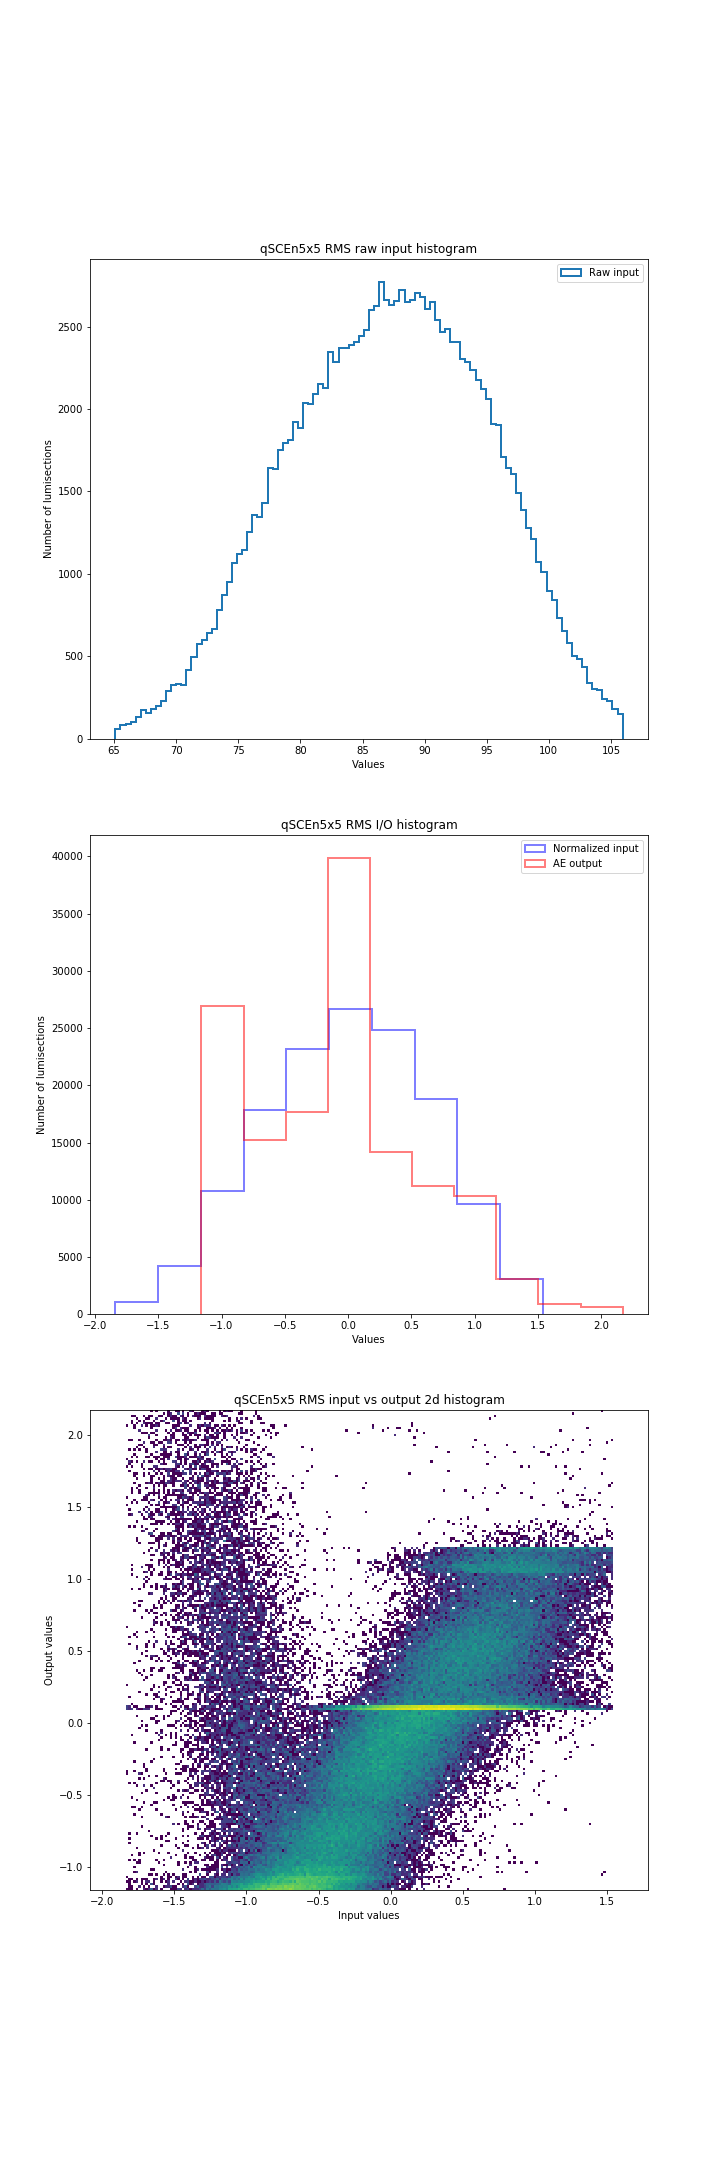 qSCEn5x5 RMS raw input histogram
Raw input
2500
2000
1500
1000
500
0
Number of lumisections
65 70 75 80 85 90 95 100 105
Values
qSCEn5x5 RMS I/O histogram
Normalized input
AE output
40000
35000
30000
25000
20000
15000
10000
5000
0
Number of lumisections
−2.0 −1.5 −1.0 −0.5 0.0 0.5 1.0 1.5 2.0
Values
qSCEn5x5 RMS input vs output 2d histogram
2.0
1.5
1.0
0.5
0.0
−0.5
−1.0
Output values
−2.0 −1.5 −1.0 −0.5 0.0 0.5 1.0 1.5
Input values